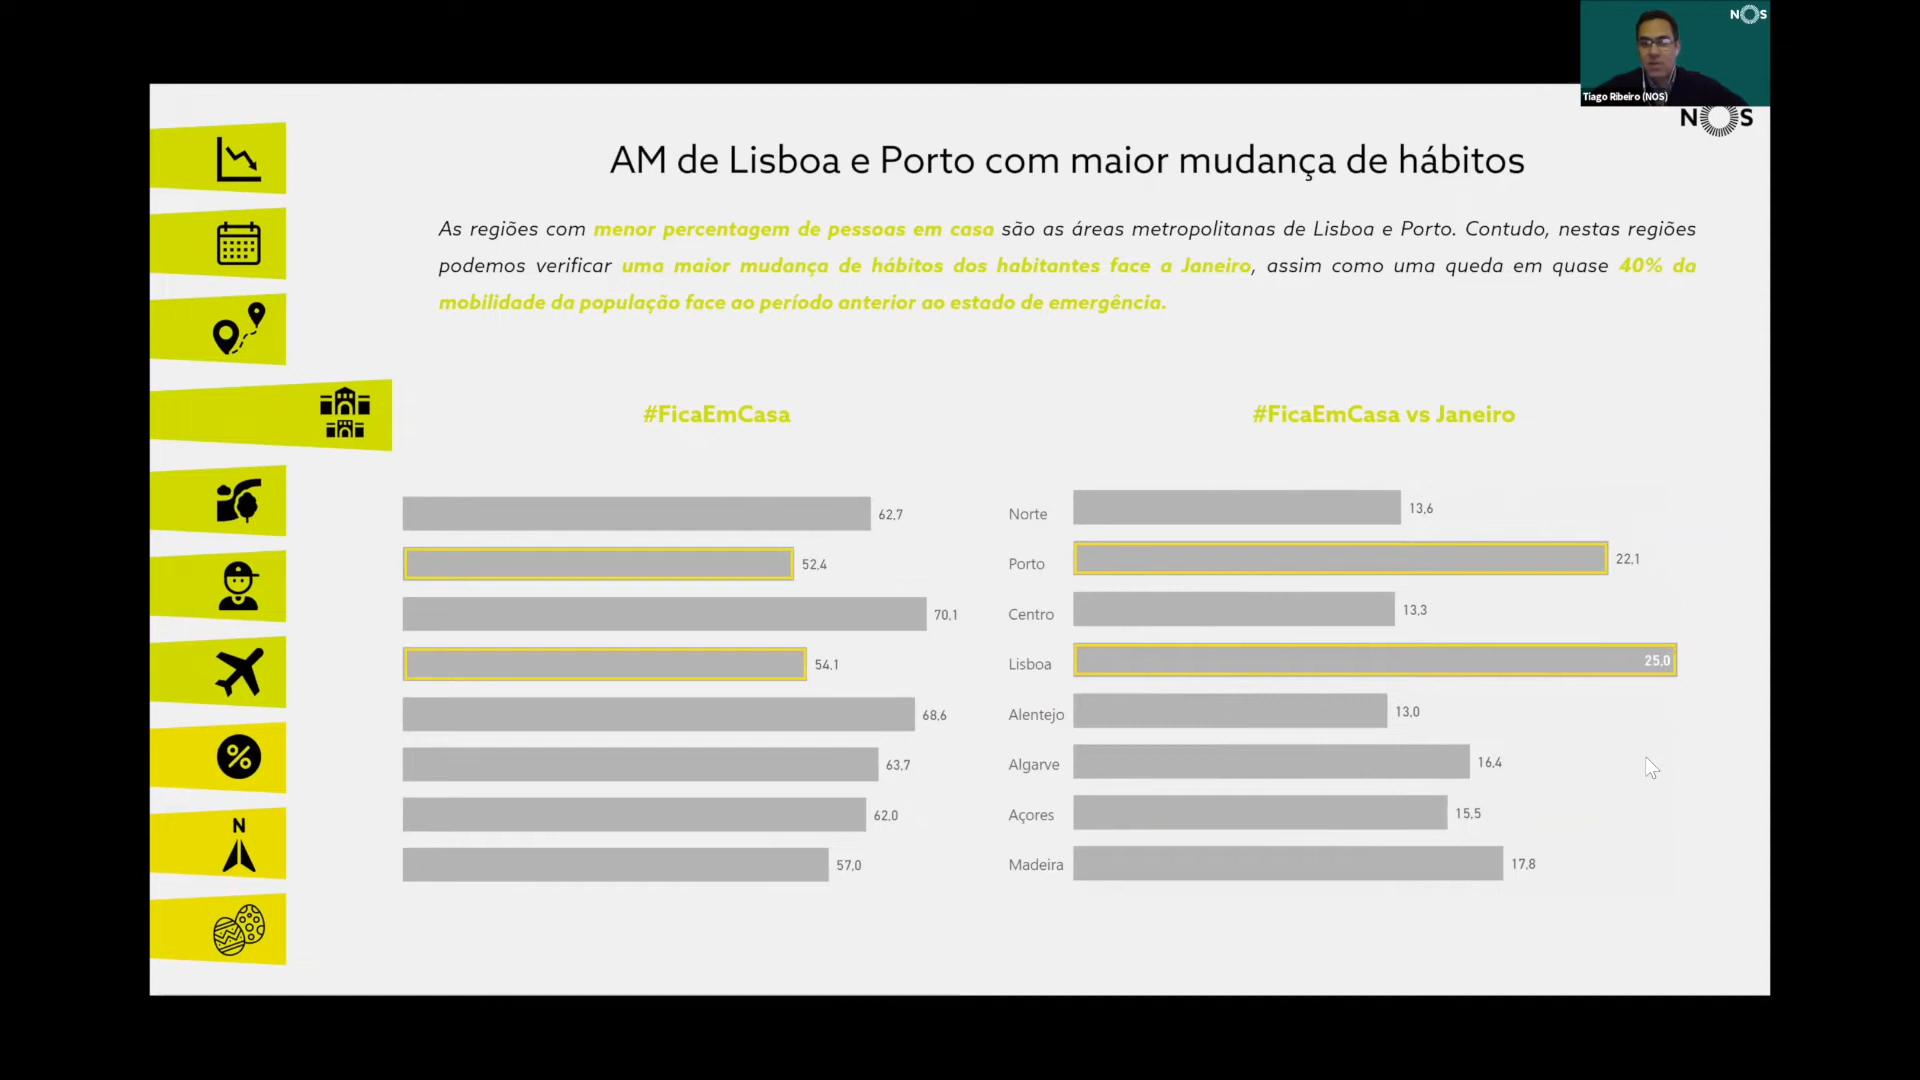 NOS
Tiago Ribeiro (NOS)
NOS
AM de Lisboa e Porto com maior mudança de hábitos
As regiões com menor percentagem de pessoas em casa são as áreas metropolitanas de Lisboa e Porto. Contudo, nestas regiões
podemos verificar uma maior mudança de hábitos dos habitantes face a Janeiro, assim como uma queda em quase 40% da
mobilidade da população face ao período anterior ao estado de emergência.
#FicaEmCasa
#FicaEmCasa vs Janeiro
62,7 Norte 13,6
52,4 Porto 22,1
70,1 Centro 13,3
54,1 Lisboa 25,0
68,6 Alentejo 13,0
63,7 Algarve 16,4
62,0 Açores 15,5
57,0 Madeira 17,8
%
N